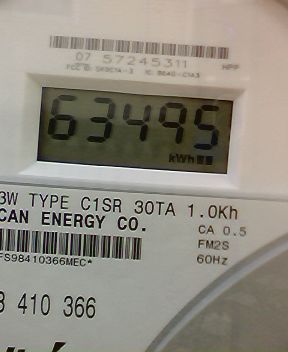 07 57245311
63495
kWh
3W TYPE C1SR 30TA 1.0Kh
CAN ENERGY CO.
CA 0.5
FM2S
FS98410366MEC*
60Hz
3 410 366